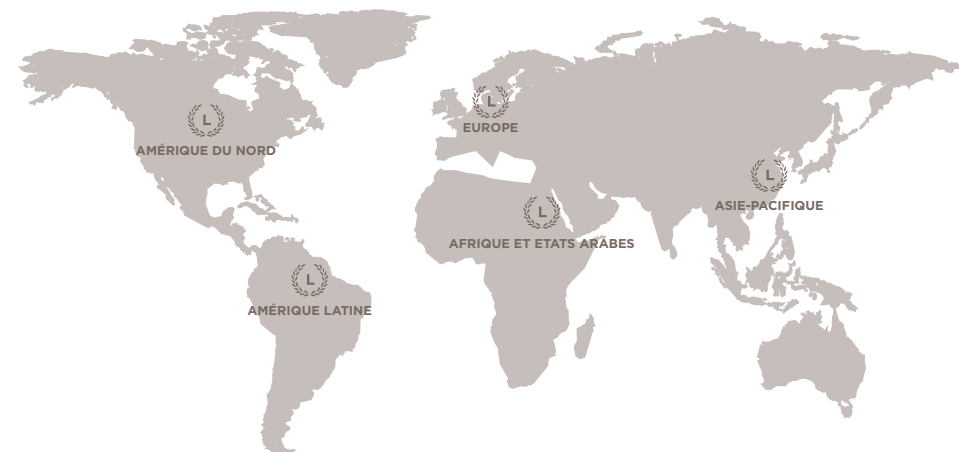 L
EUROPE
L
AMÉRIQUE DU NORD
L
ASIE-PACIFIQUE
L
AFRIQUE ET ETATS ARABES
L
AMÉRIQUE LATINE